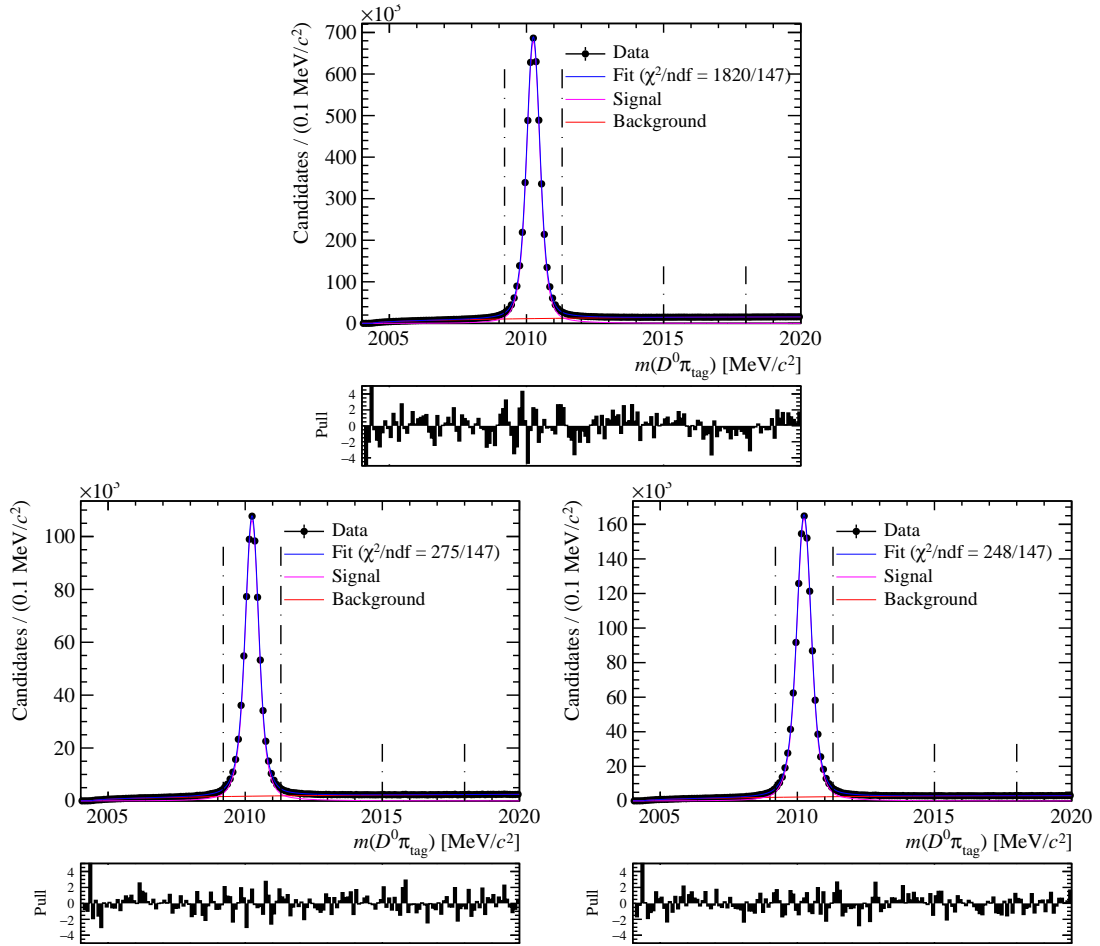 ×10³
Candidates / (0.1 MeV/c²)
700
600
500
400
300
200
100
0
Data
Fit (χ²/ndf = 1820/147)
Signal
Background
2005 2010 2015 2020
m(D⁰π_tag) [MeV/c²]
Pull
4
2
0
−2
−4
×10³
Candidates / (0.1 MeV/c²)
100
80
60
40
20
0
Data
Fit (χ²/ndf = 275/147)
Signal
Background
2005 2010 2015 2020
m(D⁰π_tag) [MeV/c²]
Pull
4
2
0
−2
−4
×10³
Candidates / (0.1 MeV/c²)
160
140
120
100
80
60
40
20
0
Data
Fit (χ²/ndf = 248/147)
Signal
Background
2005 2010 2015 2020
m(D⁰π_tag) [MeV/c²]
Pull
4
2
0
−2
−4